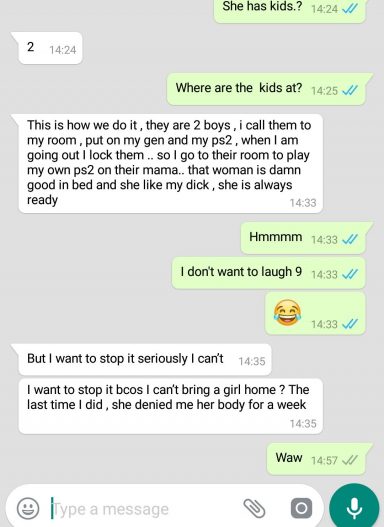 She has kids.? 14:24
2 14:24
Where are the kids at? 14:25
This is how we do it , they are 2 boys , i call them to
my room , put on my gen and my ps2 , when I am
going out I lock them .. so I go to their room to play
my own ps2 on their mama.. that woman is damn
good in bed and she like my dick , she is always
ready
14:33
Hmmmm 14:33
I don't want to laugh 9 14:33
😂
14:33
But I want to stop it seriously I can't 14:35
I want to stop it bcos I can't bring a girl home ? The
last time I did , she denied me her body for a week
14:35
Waw 14:57
Type a message